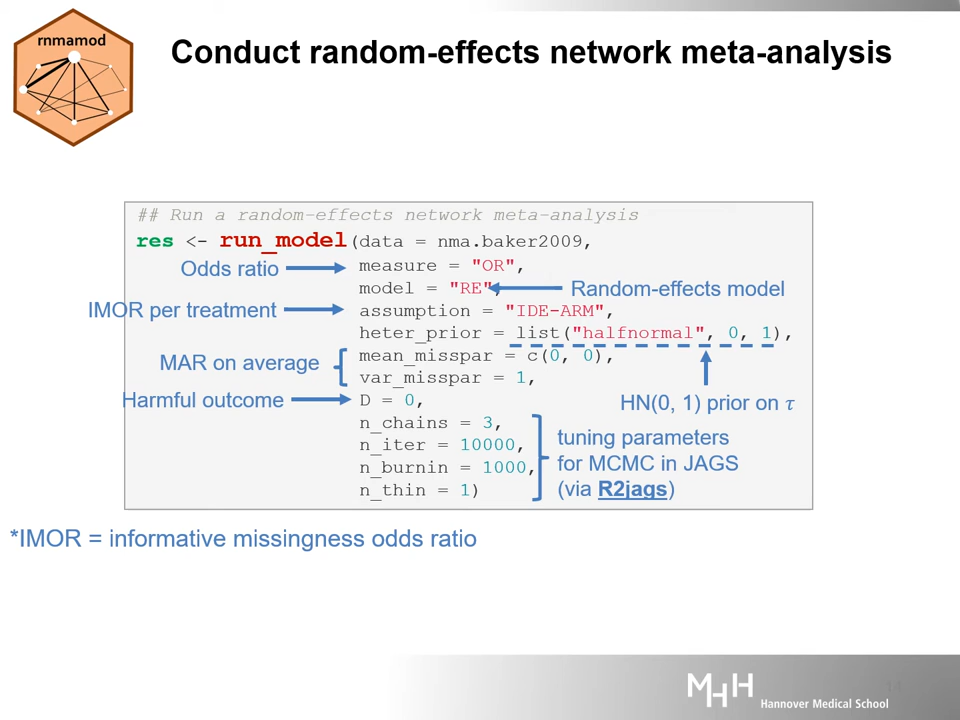 rnmamod
Conduct random-effects network meta-analysis
## Run a random-effects network meta-analysis
res <- run_model(data = nma.baker2009,
Odds ratio
measure = "OR",
model = "RE",
Random-effects model
IMOR per treatment
assumption = "IDE-ARM",
heter_prior = list("halfnormal", 0, 1),
MAR on average
mean_misspar = c(0, 0),
var_misspar = 1,
Harmful outcome
D = 0,
HN(0, 1) prior on τ
n_chains = 3,
n_iter = 10000,
n_burnin = 1000,
n_thin = 1)
tuning parameters
for MCMC in JAGS
(via R2jags)
*IMOR = informative missingness odds ratio
MHH
Hannover Medical School